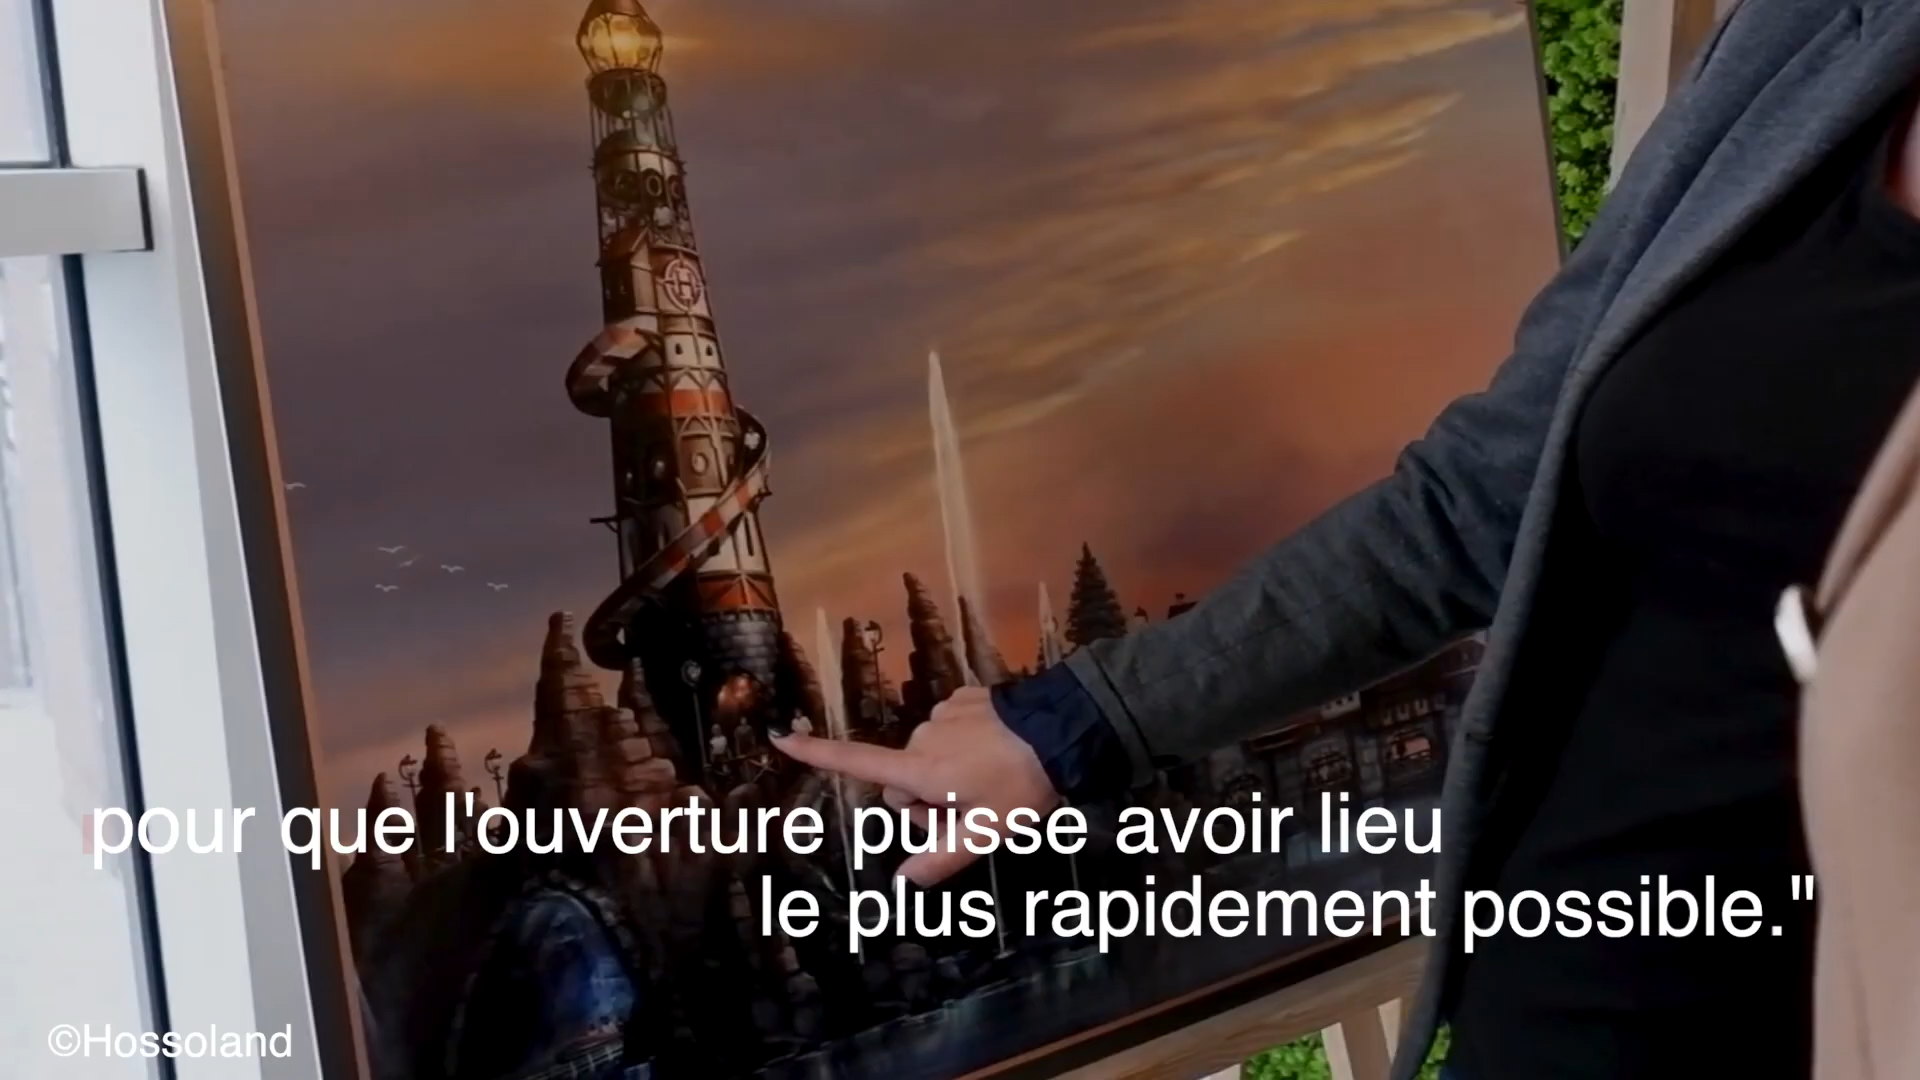 H
pour que l'ouverture puisse avoir lieu
le plus rapidement possible."
©Hossoland